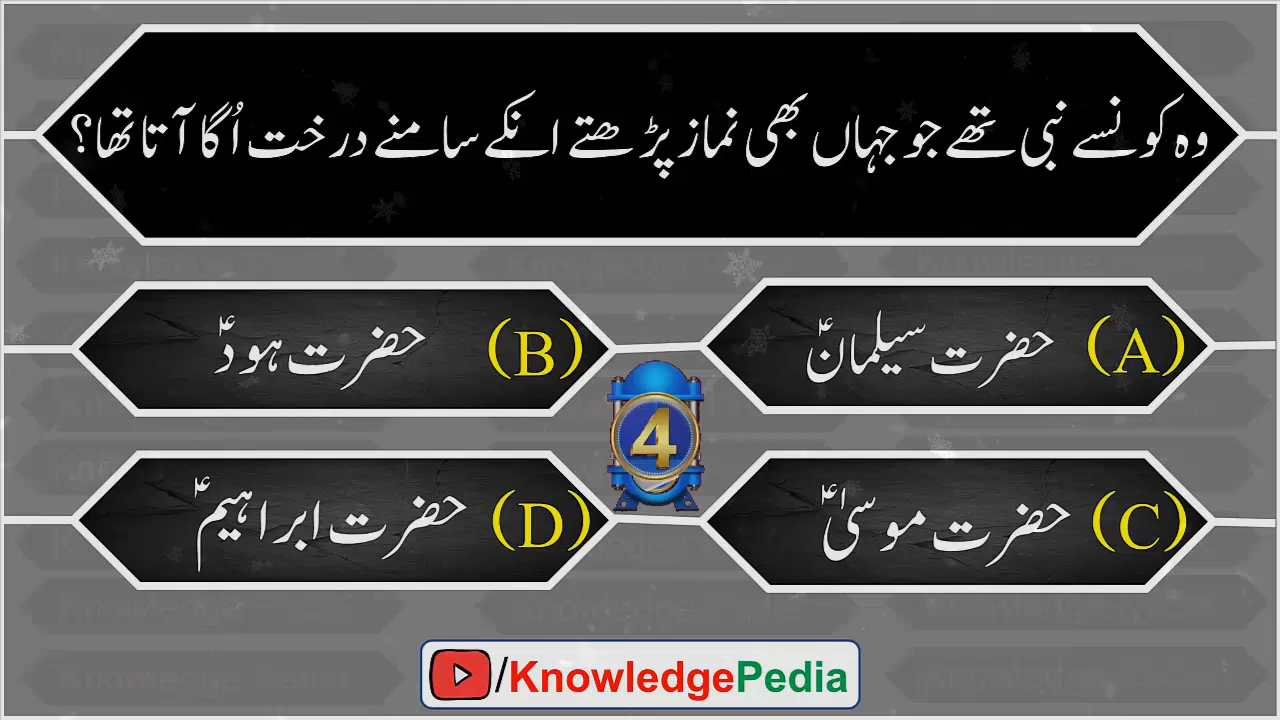 وہ کونسے نبی تھے جو جہاں بھی نماز پڑھتے انکے سامنے درخت اُگا آتا تھا؟
(A) حضرت سیلمانؑ
(B) حضرت ہودؑ
4
(C) حضرت موسیٰؑ
(D) حضرت ابراہیمؑ
/KnowledgePedia